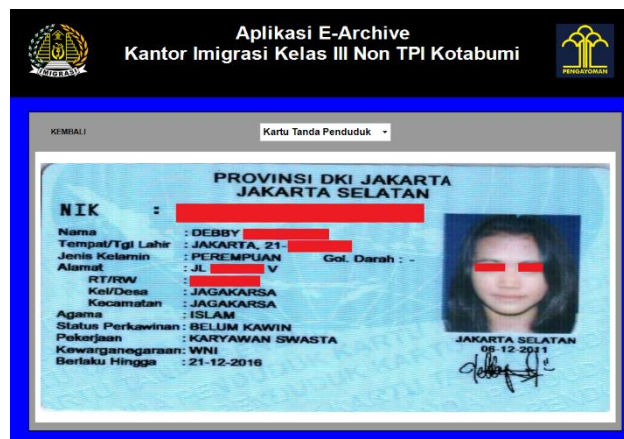 Aplikasi E-Archive
Kantor Imigrasi Kelas III Non TPI Kotabumi
IMIGRASI
PENGAYOMAN
KEMBALI
Kartu Tanda Penduduk
PROVINSI DKI JAKARTA
JAKARTA SELATAN
NIK :
Nama : DEBBY
Tempat/Tgl Lahir : JAKARTA, 21-
Jenis Kelamin : PEREMPUAN Gol. Darah : -
Alamat : JL V
RT/RW :
Kel/Desa : JAGAKARSA
Kecamatan : JAGAKARSA
Agama : ISLAM
Status Perkawinan : BELUM KAWIN
Pekerjaan : KARYAWAN SWASTA
Kewarganegaraan : WNI
Berlaku Hingga : 21-12-2016
JAKARTA SELATAN
06-12-2011